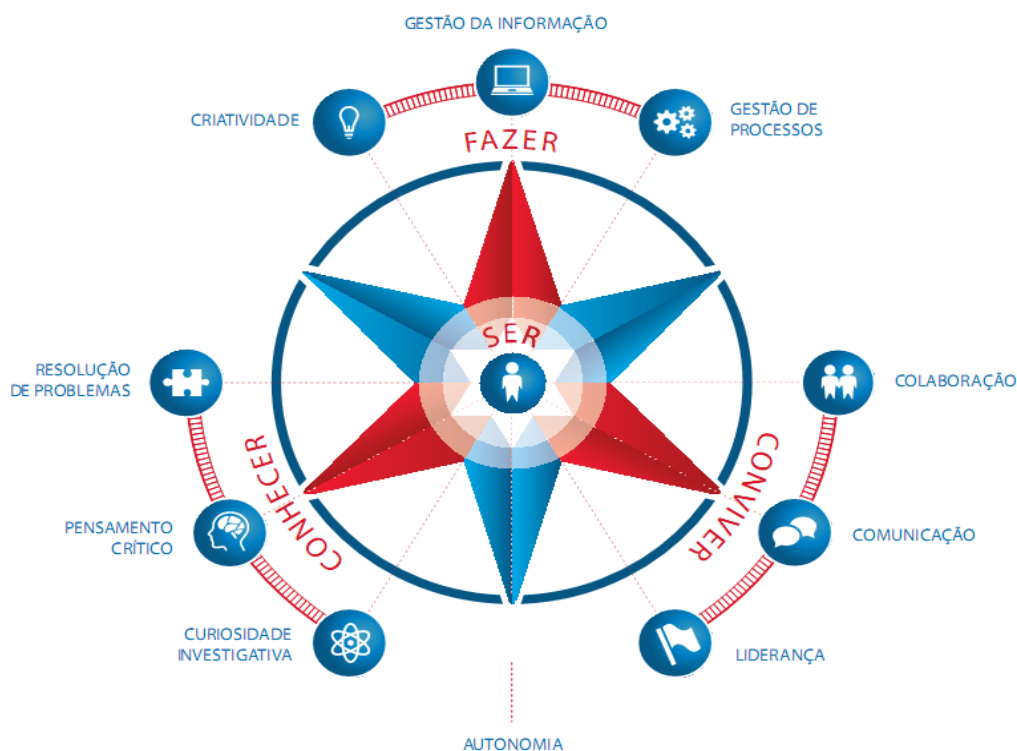 GESTÃO DA INFORMAÇÃO
CRIATIVIDADE
GESTÃO DE
PROCESSOS
FAZER
SER
RESOLUÇÃO
DE PROBLEMAS
COLABORAÇÃO
CONHECER
CONVIVER
PENSAMENTO
CRÍTICO
COMUNICAÇÃO
CURIOSIDADE
INVESTIGATIVA
LIDERANÇA
AUTONOMIA